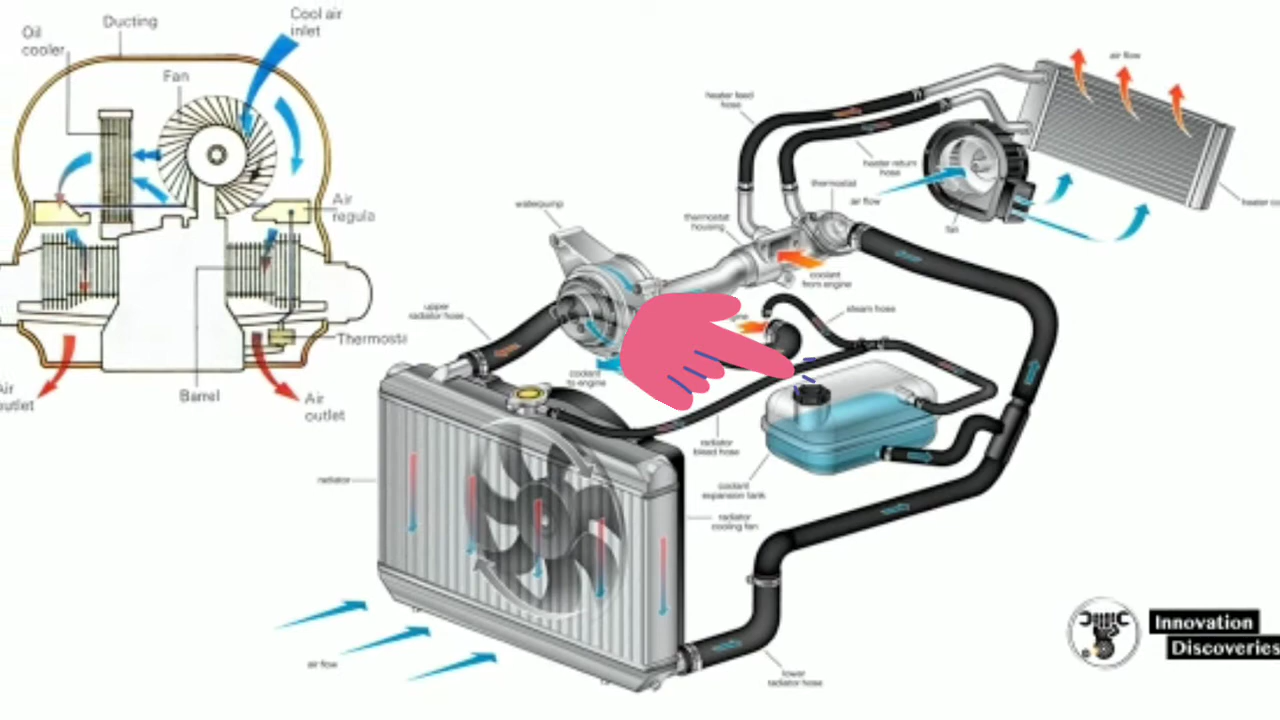 Oil
cooler
Ducting
Cool air
inlet
Fan
Air
regula
Thermosta
Barrel
Air
outlet
Air
outlet
air flow
heater feed
hose
heater return
hose
thermostat
air flow
fan
heater co
waterpump
thermostat
housing
coolant
from engine
upper
radiator hose
steam hose
coolant
to engine
radiator
bleed hose
radiator
coolant
expansion tank
radiator
cooling fan
air flow
lower
radiator hose
Innovation
Discoveries